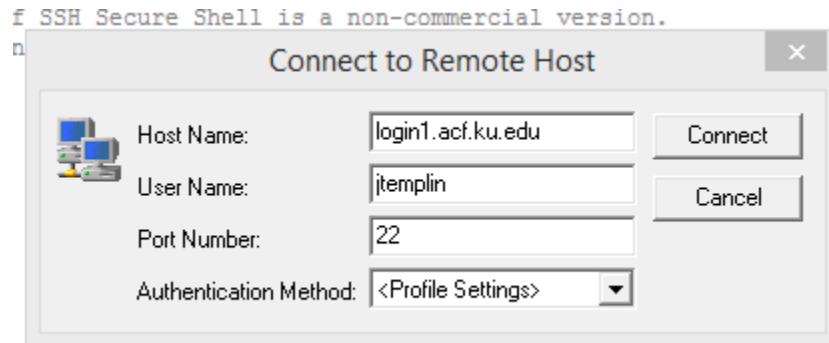 f SSH Secure Shell is a non-commercial version.
n
Connect to Remote Host
Host Name: login1.acf.ku.edu Connect
User Name: jtemplin Cancel
Port Number: 22
Authentication Method: <Profile Settings>